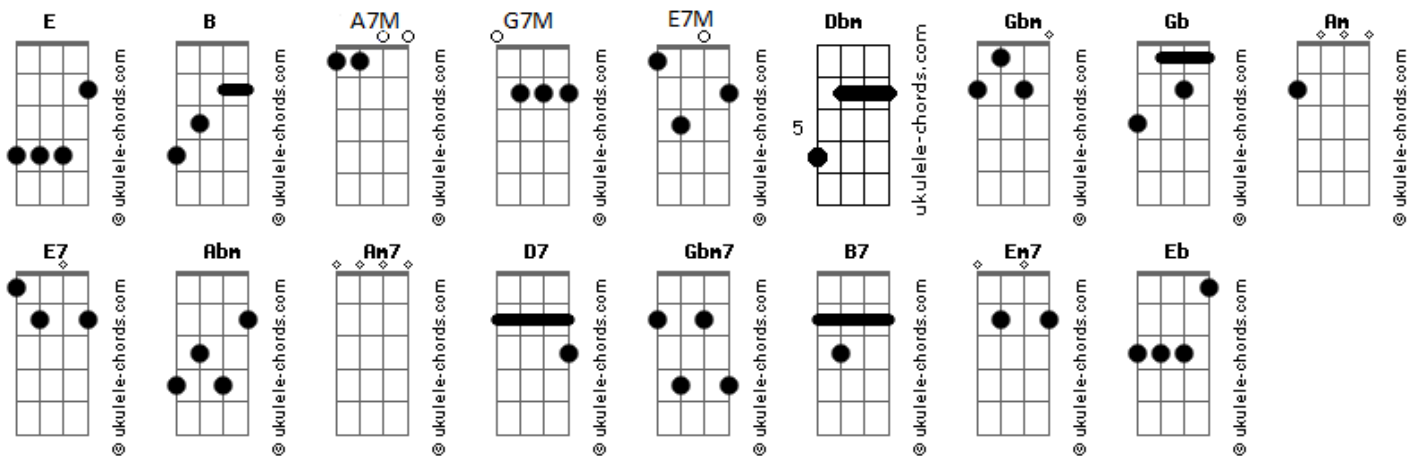 E B A7M G7M E7M Dbm Gbm Gb Am
© ukulele-chords.com © ukulele-chords.com © ukulele-chords.com © ukulele-chords.com © ukulele-chords.com 5 ukulele-chords.com © ukulele-chords.com © ukulele-chords.com © ukulele-chords.com
E7 Abm Am7 D7 Gbm7 B7 Em7 Eb
© ukulele-chords.com © ukulele-chords.com © ukulele-chords.com © ukulele-chords.com © ukulele-chords.com © ukulele-chords.com © ukulele-chords.com © ukulele-chords.com